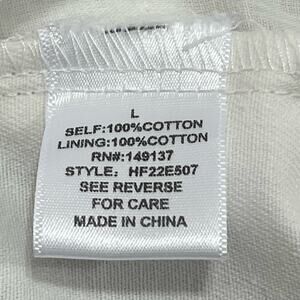 L
SELF:100%COTTON
LINING:100%COTTON
RN#:149137
STYLE: HF22E507
SEE REVERSE
FOR CARE
MADE IN CHINA